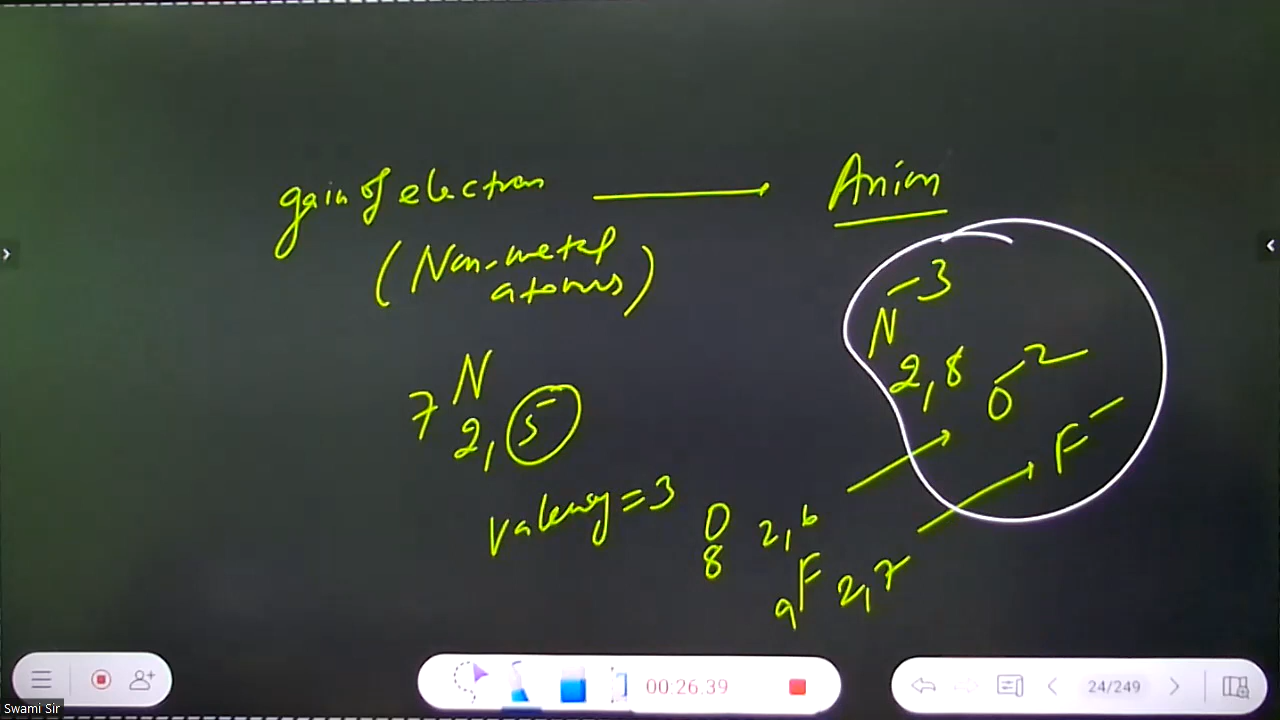 gain of electron → Anion
(Non-metal
atoms)
N⁻³
2,8
O⁻²
F⁻
7 N
2, 5
valency = 3
O 2,6
8
9 F 2,7
00:26.39
24/249
Swami Sir